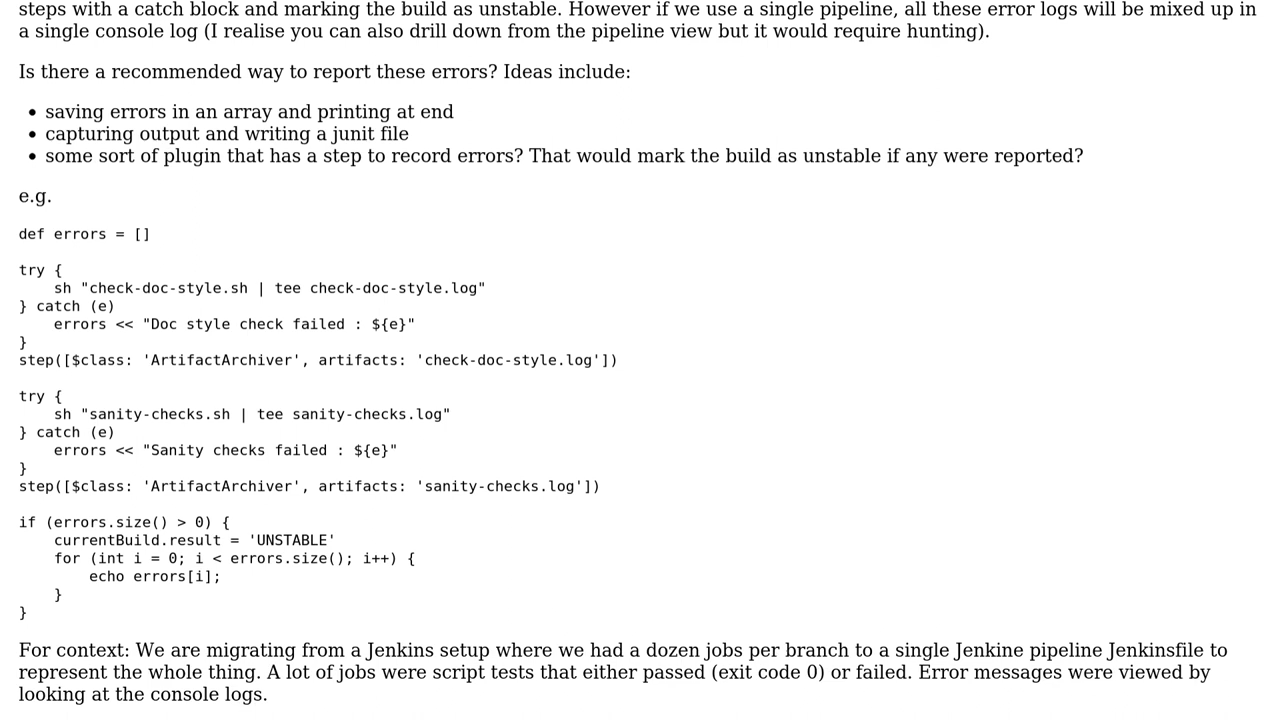 steps with a catch block and marking the build as unstable. However if we use a single pipeline, all these error logs will be mixed up in
a single console log (I realise you can also drill down from the pipeline view but it would require hunting).
Is there a recommended way to report these errors? Ideas include:
• saving errors in an array and printing at end
• capturing output and writing a junit file
• some sort of plugin that has a step to record errors? That would mark the build as unstable if any were reported?
e.g.
def errors = []
try {
    sh "check-doc-style.sh | tee check-doc-style.log"
} catch (e)
    errors << "Doc style check failed : ${e}"
}
step([$class: 'ArtifactArchiver', artifacts: 'check-doc-style.log'])
try {
    sh "sanity-checks.sh | tee sanity-checks.log"
} catch (e)
    errors << "Sanity checks failed : ${e}"
}
step([$class: 'ArtifactArchiver', artifacts: 'sanity-checks.log'])
if (errors.size() > 0) {
    currentBuild.result = 'UNSTABLE'
    for (int i = 0; i < errors.size(); i++) {
        echo errors[i];
    }
}
For context: We are migrating from a Jenkins setup where we had a dozen jobs per branch to a single Jenkine pipeline Jenkinsfile to
represent the whole thing. A lot of jobs were script tests that either passed (exit code 0) or failed. Error messages were viewed by
looking at the console logs.